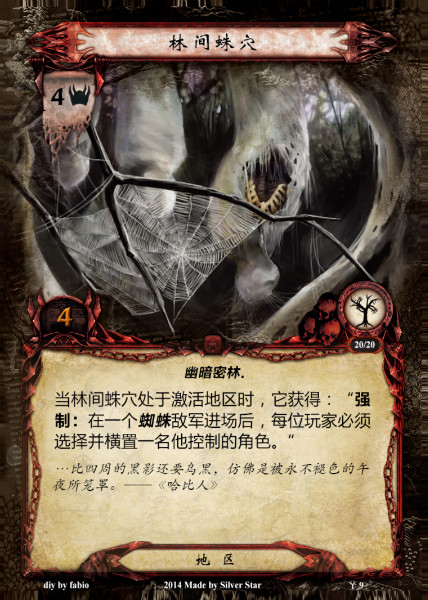 林间蛛穴
4
4
20/20
幽暗密林.
当林间蛛穴处于激活地区时，它获得：“强
制：在一个蜘蛛敌军进场后，每位玩家必须
选择并横置一名他控制的角色。“
…比四周的黑影还要乌黑，仿佛是被永不褪色的午
夜所笼罩。——《哈比人》
地 区
diy by fabio 2014 Made by Silver Star 9